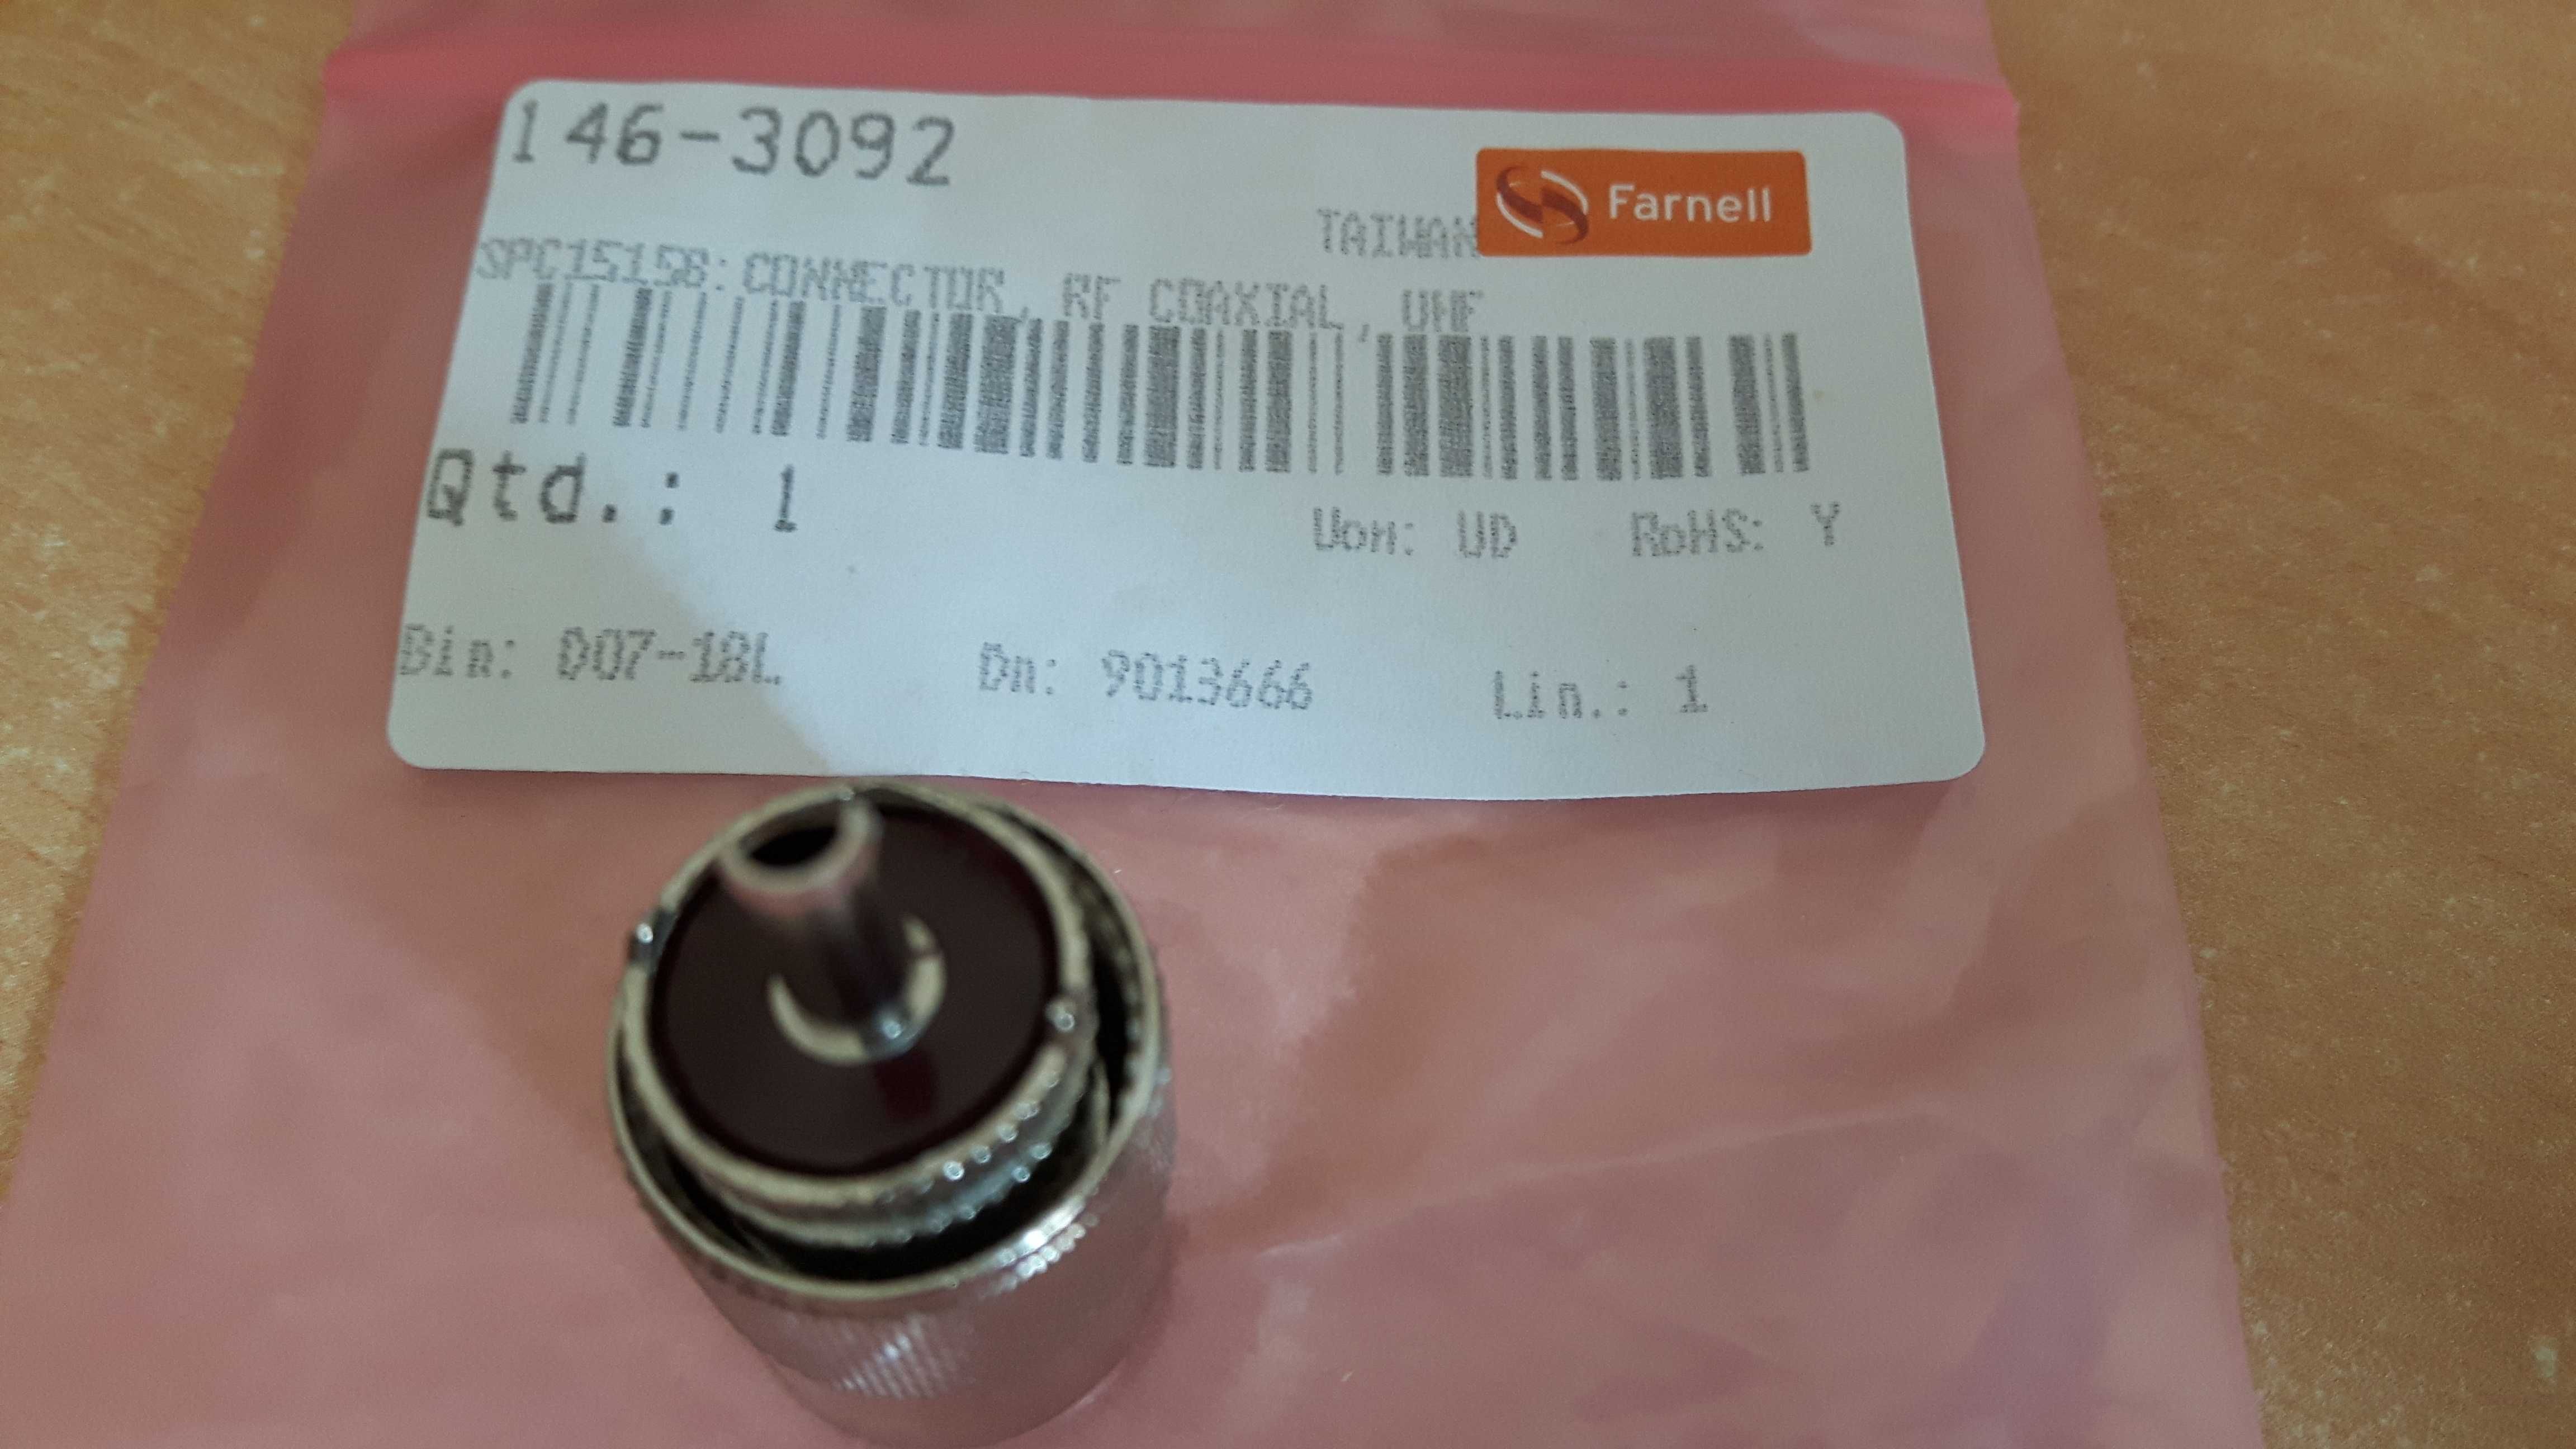 146-3092
TAIWAN
Farnell
SPC15156: CONNECTOR, RF COAXIAL, UHF
Qtd.: 1
Uom: UD RoHS: Y
Bin: D07-18L Dn: 9013666 Lin.: 1